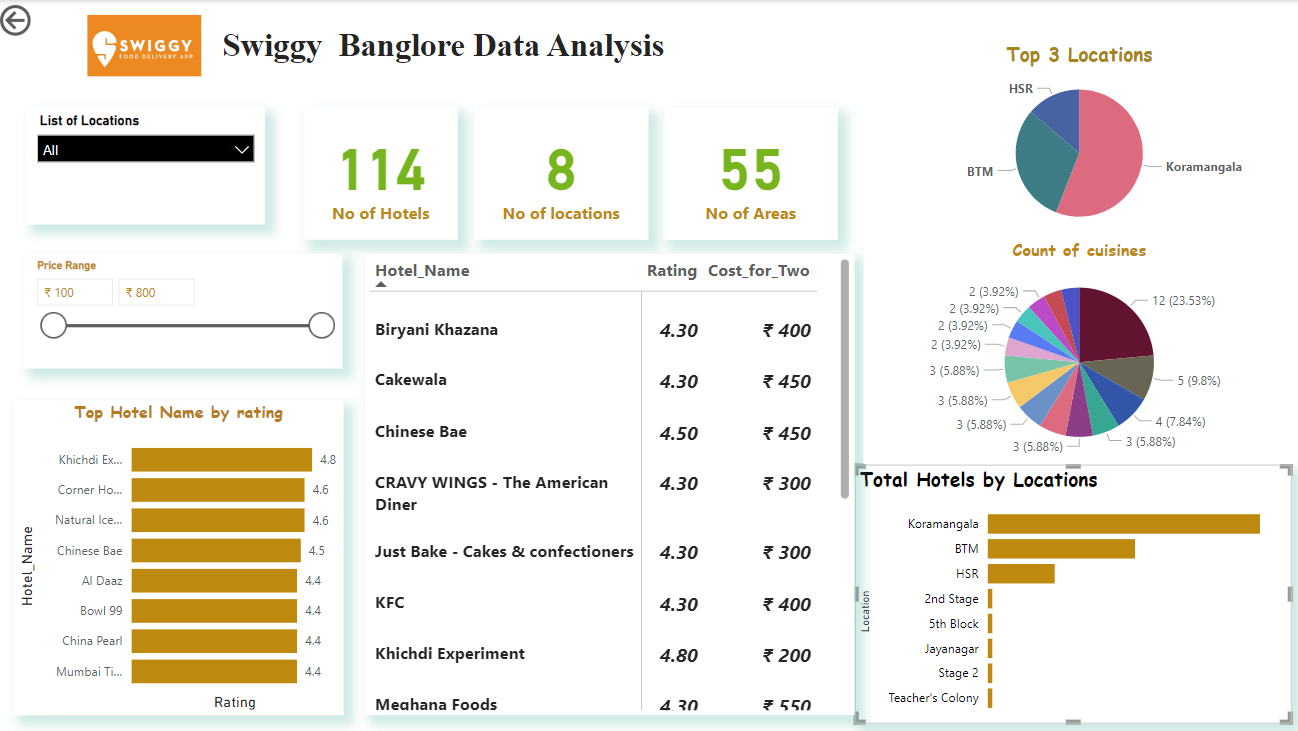 SWIGGY
FOOD DELIVERY APP
Swiggy Banglore Data Analysis
List of Locations
All
114
No of Hotels
8
No of locations
55
No of Areas
Top 3 Locations
HSR
BTM
Koramangala
Price Range
₹ 100
₹ 800
Hotel_Name Rating Cost_for_Two
Biryani Khazana 4.30 ₹ 400
Cakewala 4.30 ₹ 450
Chinese Bae 4.50 ₹ 450
CRAVY WINGS - The American
Diner 4.30 ₹ 300
Just Bake - Cakes & confectioners 4.30 ₹ 300
KFC 4.30 ₹ 400
Khichdi Experiment 4.80 ₹ 200
Meghana Foods 4.30 ₹ 550
Count of cuisines
2 (3.92%)
2 (3.92%)
2 (3.92%)
2 (3.92%)
3 (5.88%)
3 (5.88%)
3 (5.88%)
3 (5.88%)
12 (23.53%)
5 (9.8%)
4 (7.84%)
3 (5.88%)
Top Hotel Name by rating
Hotel_Name
Khichdi Ex... 4.8
Corner Ho... 4.6
Natural Ice... 4.6
Chinese Bae 4.5
Al Daaz 4.4
Bowl 99 4.4
China Pearl 4.4
Mumbai Ti... 4.4
Rating
Total Hotels by Locations
Location
Koramangala
BTM
HSR
2nd Stage
5th Block
Jayanagar
Stage 2
Teacher's Colony